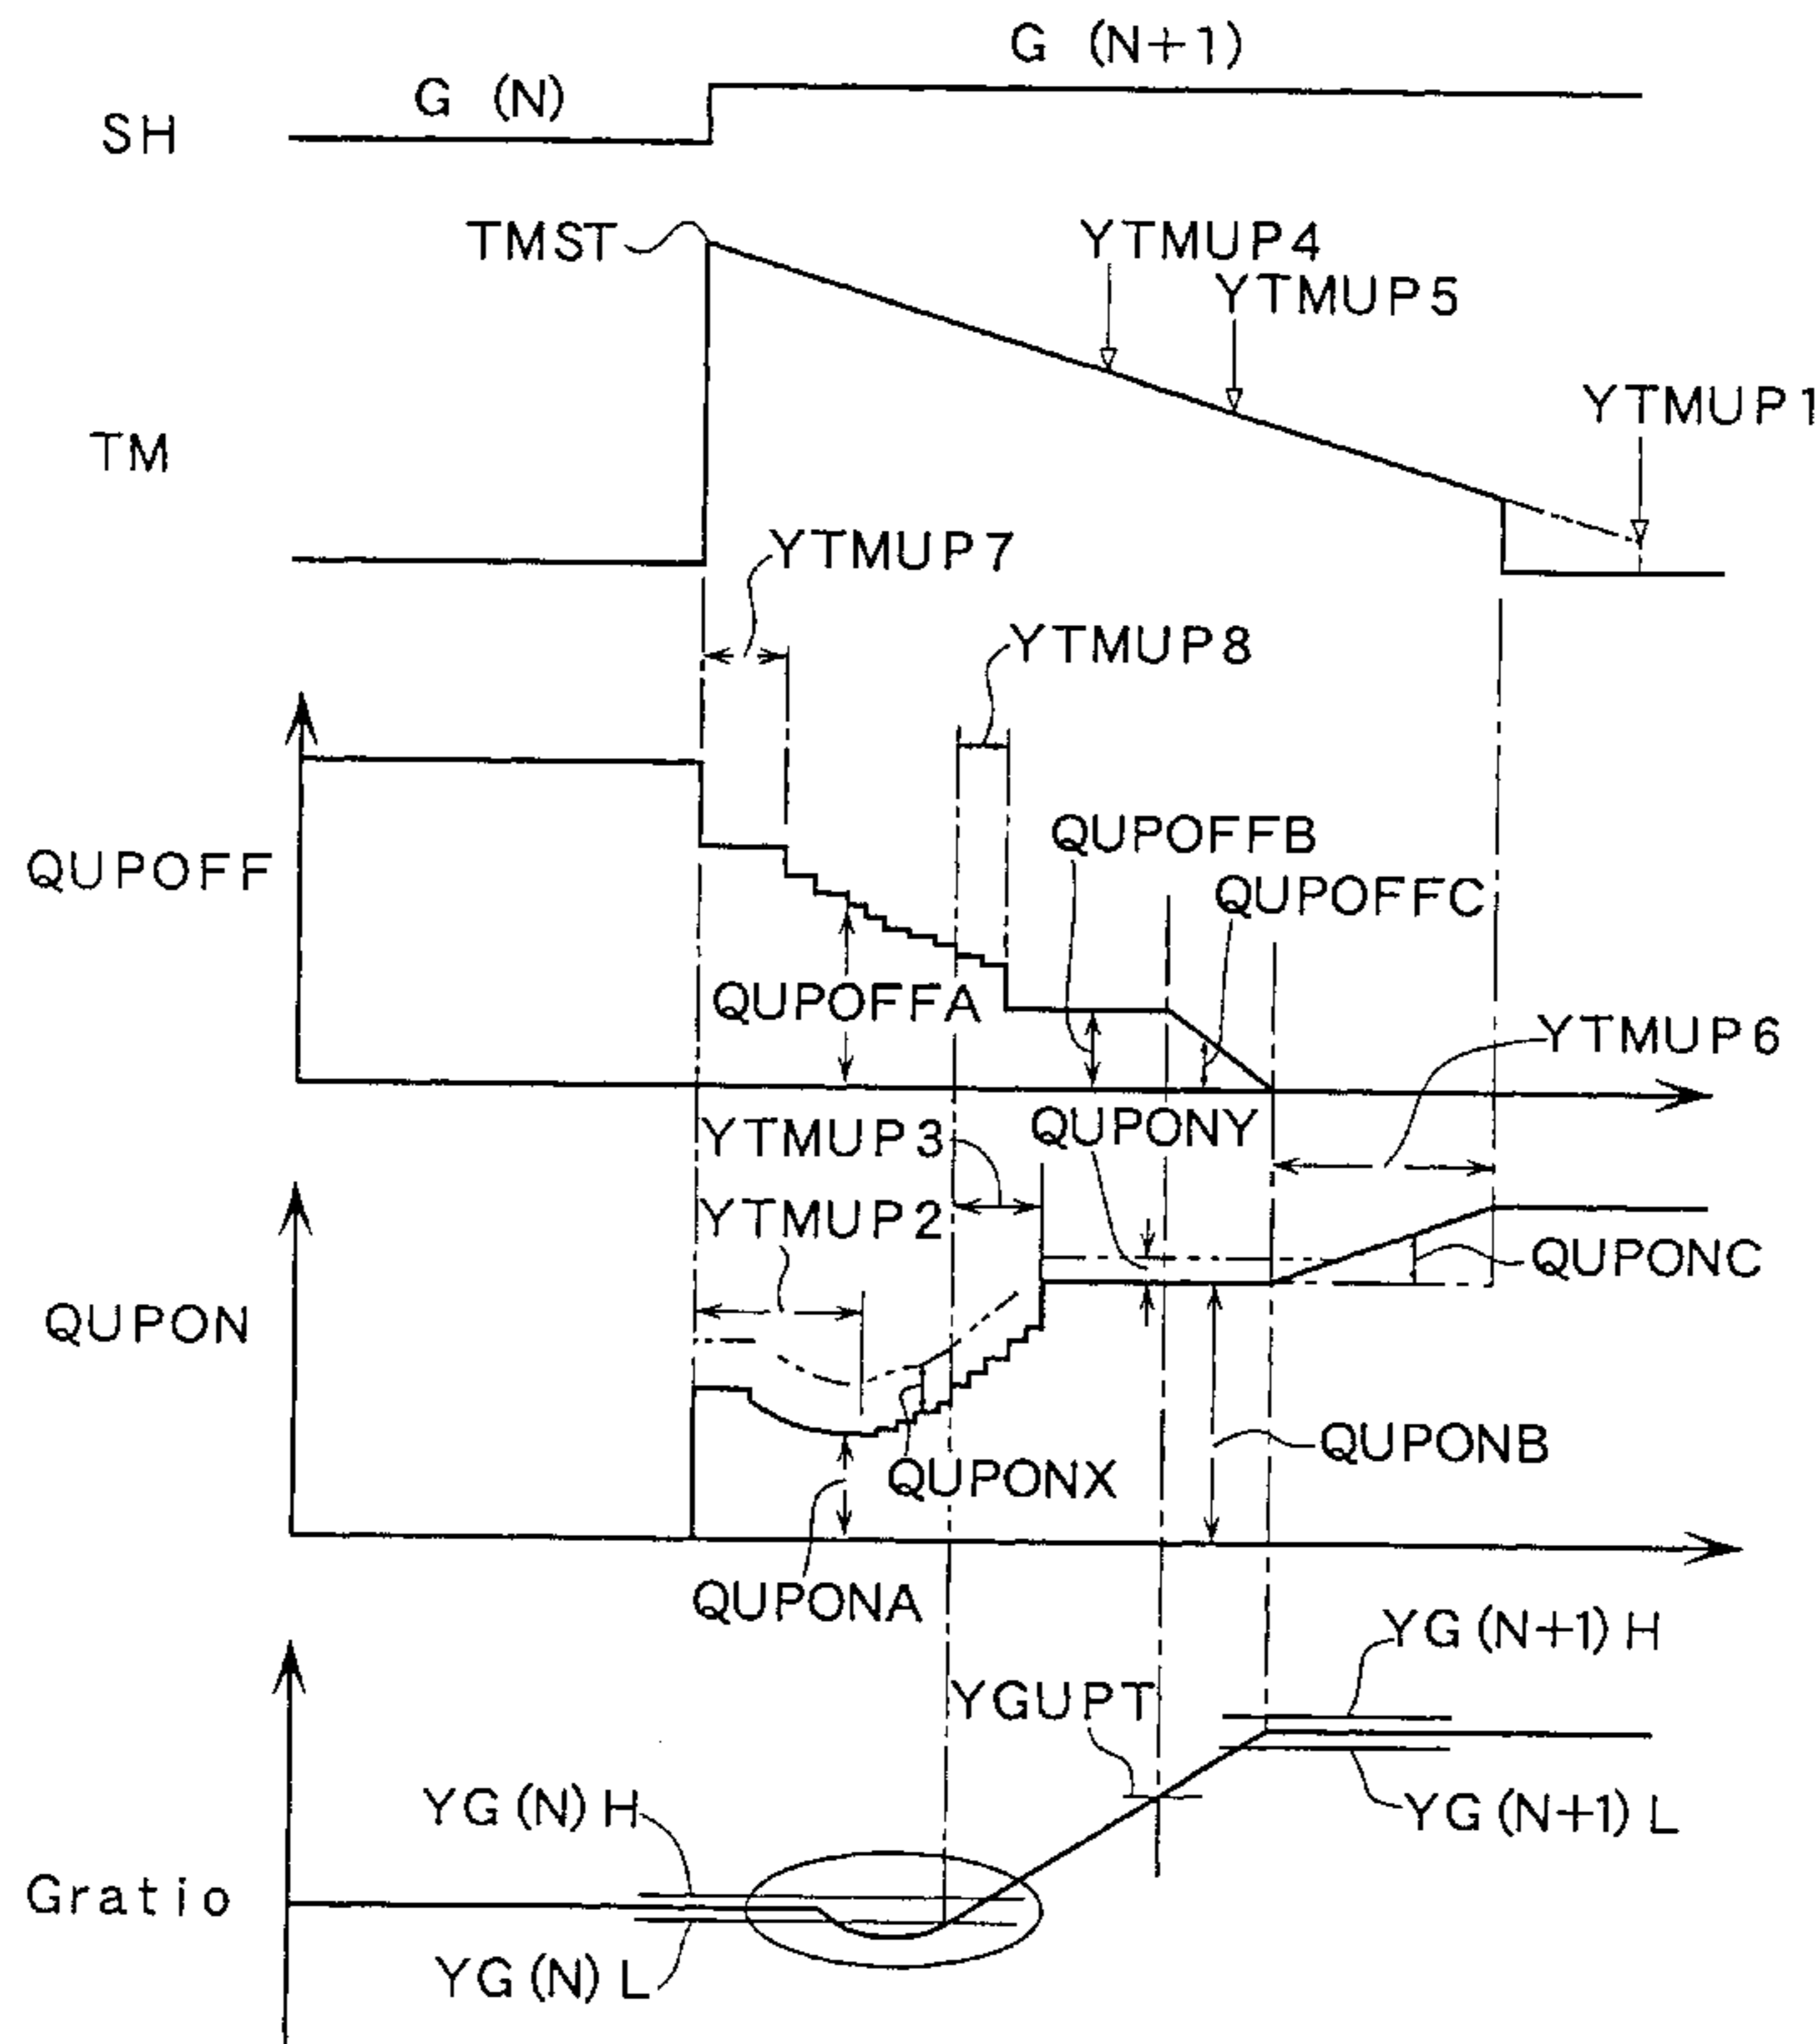 G (N+1)
G (N)
SH
TMST
YTMUP4
YTMUP5
YTMUP1
TM
YTMUP7
YTMUP8
QUPOFFB
QUPOFF
QUPOFFC
QUPOFFA
YTMUP6
QUPONY
YTMUP3
YTMUP2
QUPONC
QUPON
QUPONB
QUPONX
QUPONA
YG(N+1)H
YGUPT
YG(N)H
YG(N+1)L
Gratio
YG(N)L